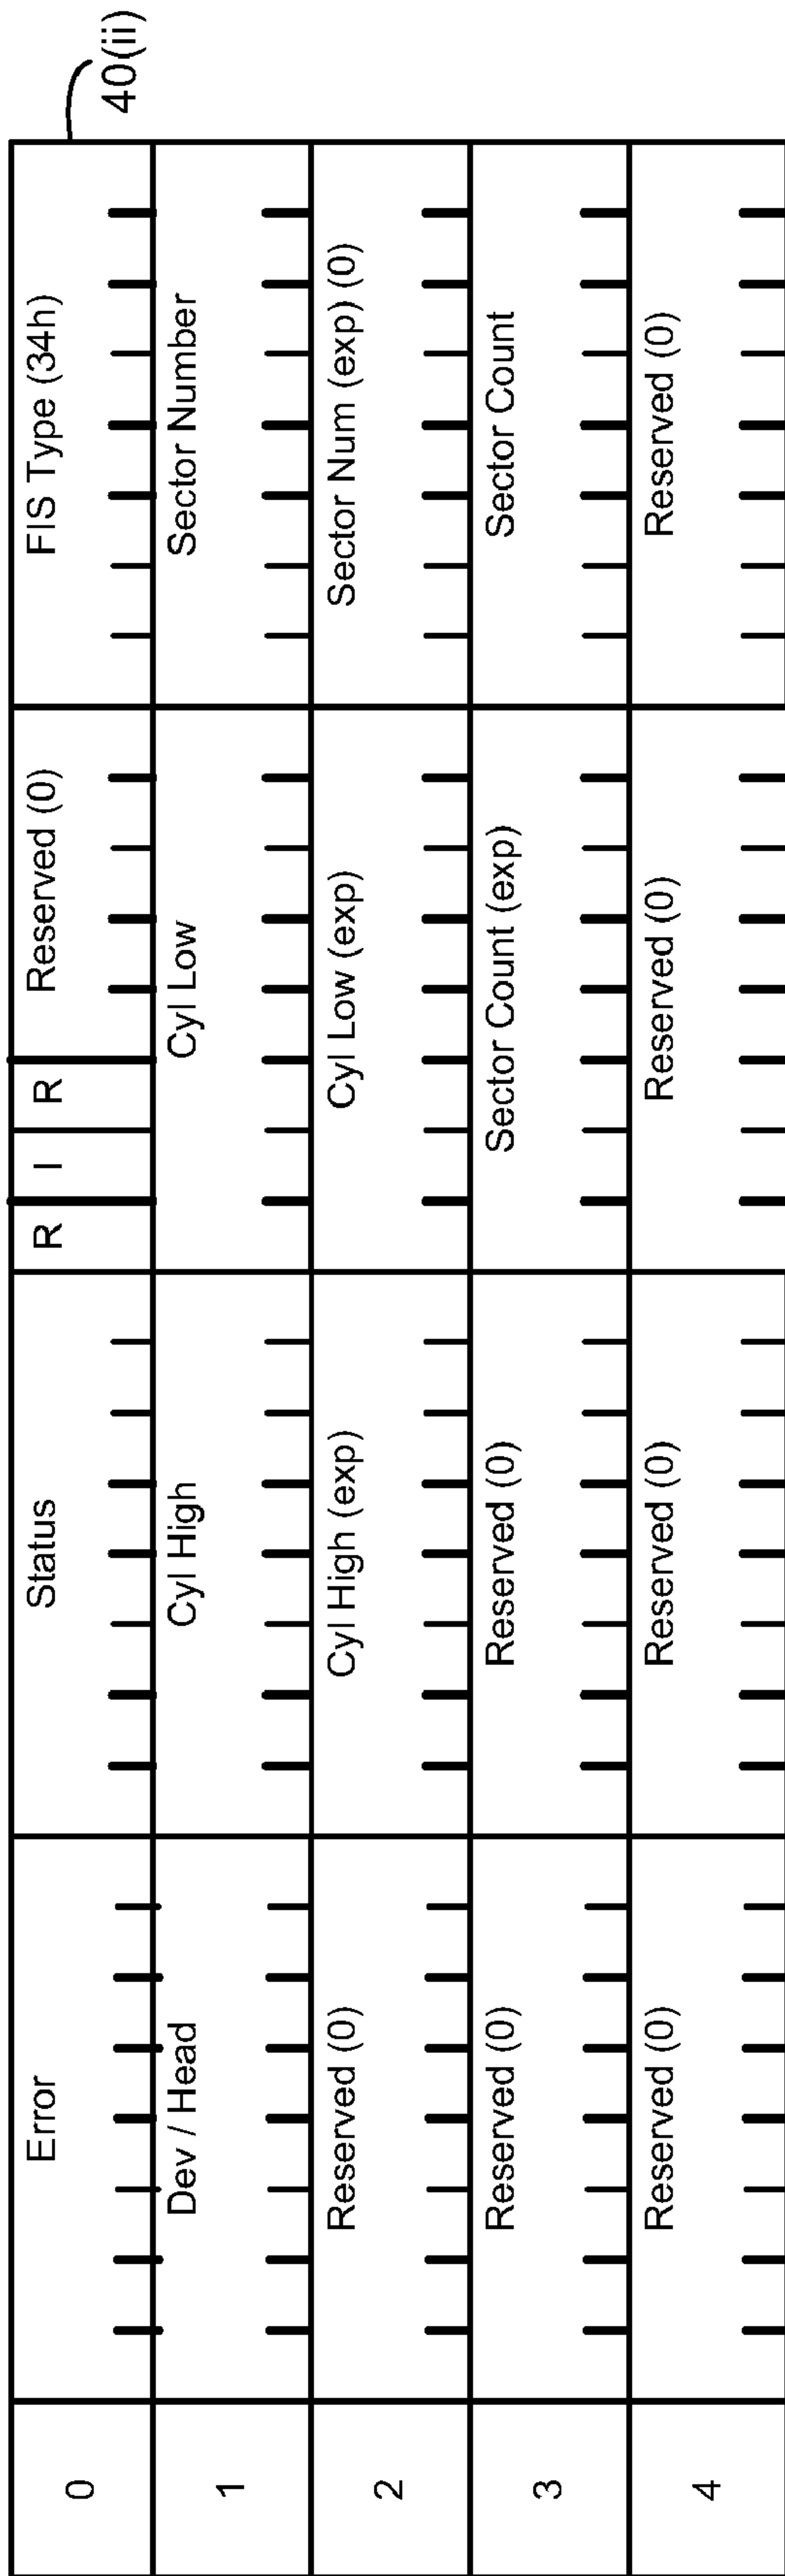 40(ii)
0 Error Status R I R Reserved (0) FIS Type (34h)
1 Dev / Head Cyl High Cyl Low Sector Number
2 Reserved (0) Cyl High (exp) Cyl Low (exp) Sector Num (exp) (0)
3 Reserved (0) Reserved (0) Sector Count (exp) Sector Count
4 Reserved (0) Reserved (0) Reserved (0) Reserved (0)